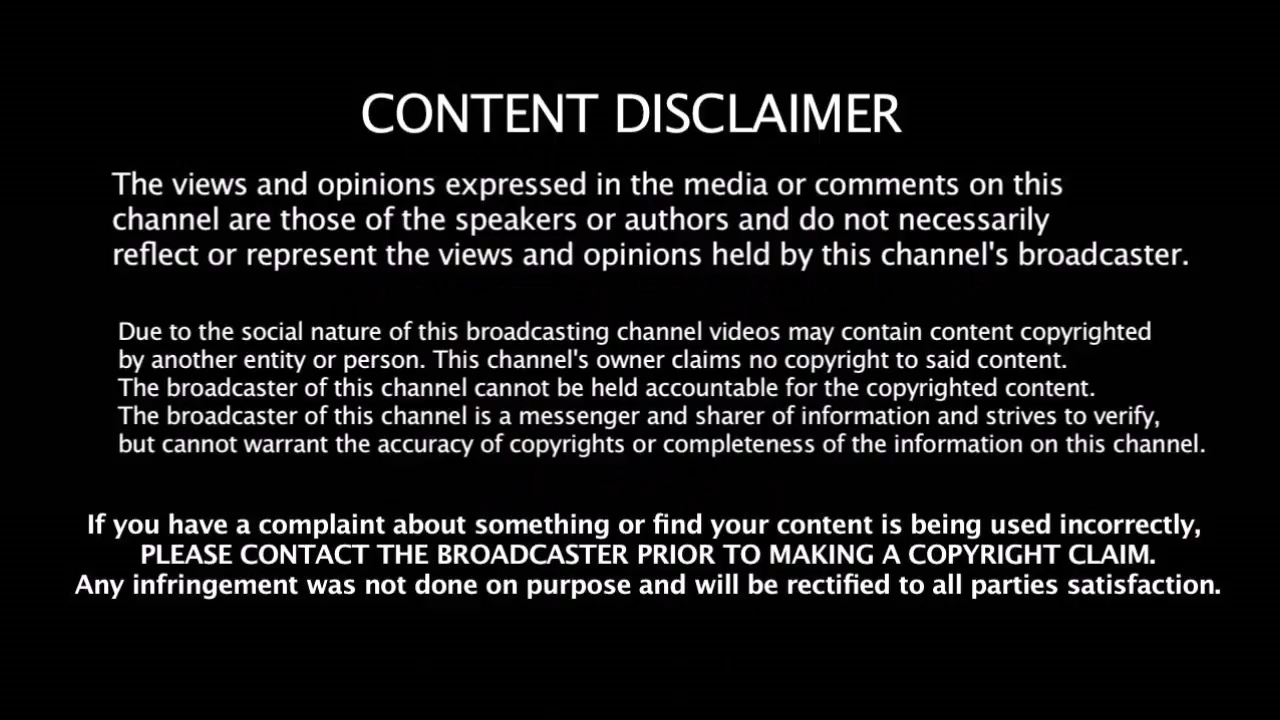 CONTENT DISCLAIMER
The views and opinions expressed in the media or comments on this
channel are those of the speakers or authors and do not necessarily
reflect or represent the views and opinions held by this channel's broadcaster.
Due to the social nature of this broadcasting channel videos may contain content copyrighted
by another entity or person. This channel's owner claims no copyright to said content.
The broadcaster of this channel cannot be held accountable for the copyrighted content.
The broadcaster of this channel is a messenger and sharer of information and strives to verify,
but cannot warrant the accuracy of copyrights or completeness of the information on this channel.
If you have a complaint about something or find your content is being used incorrectly,
PLEASE CONTACT THE BROADCASTER PRIOR TO MAKING A COPYRIGHT CLAIM.
Any infringement was not done on purpose and will be rectified to all parties satisfaction.